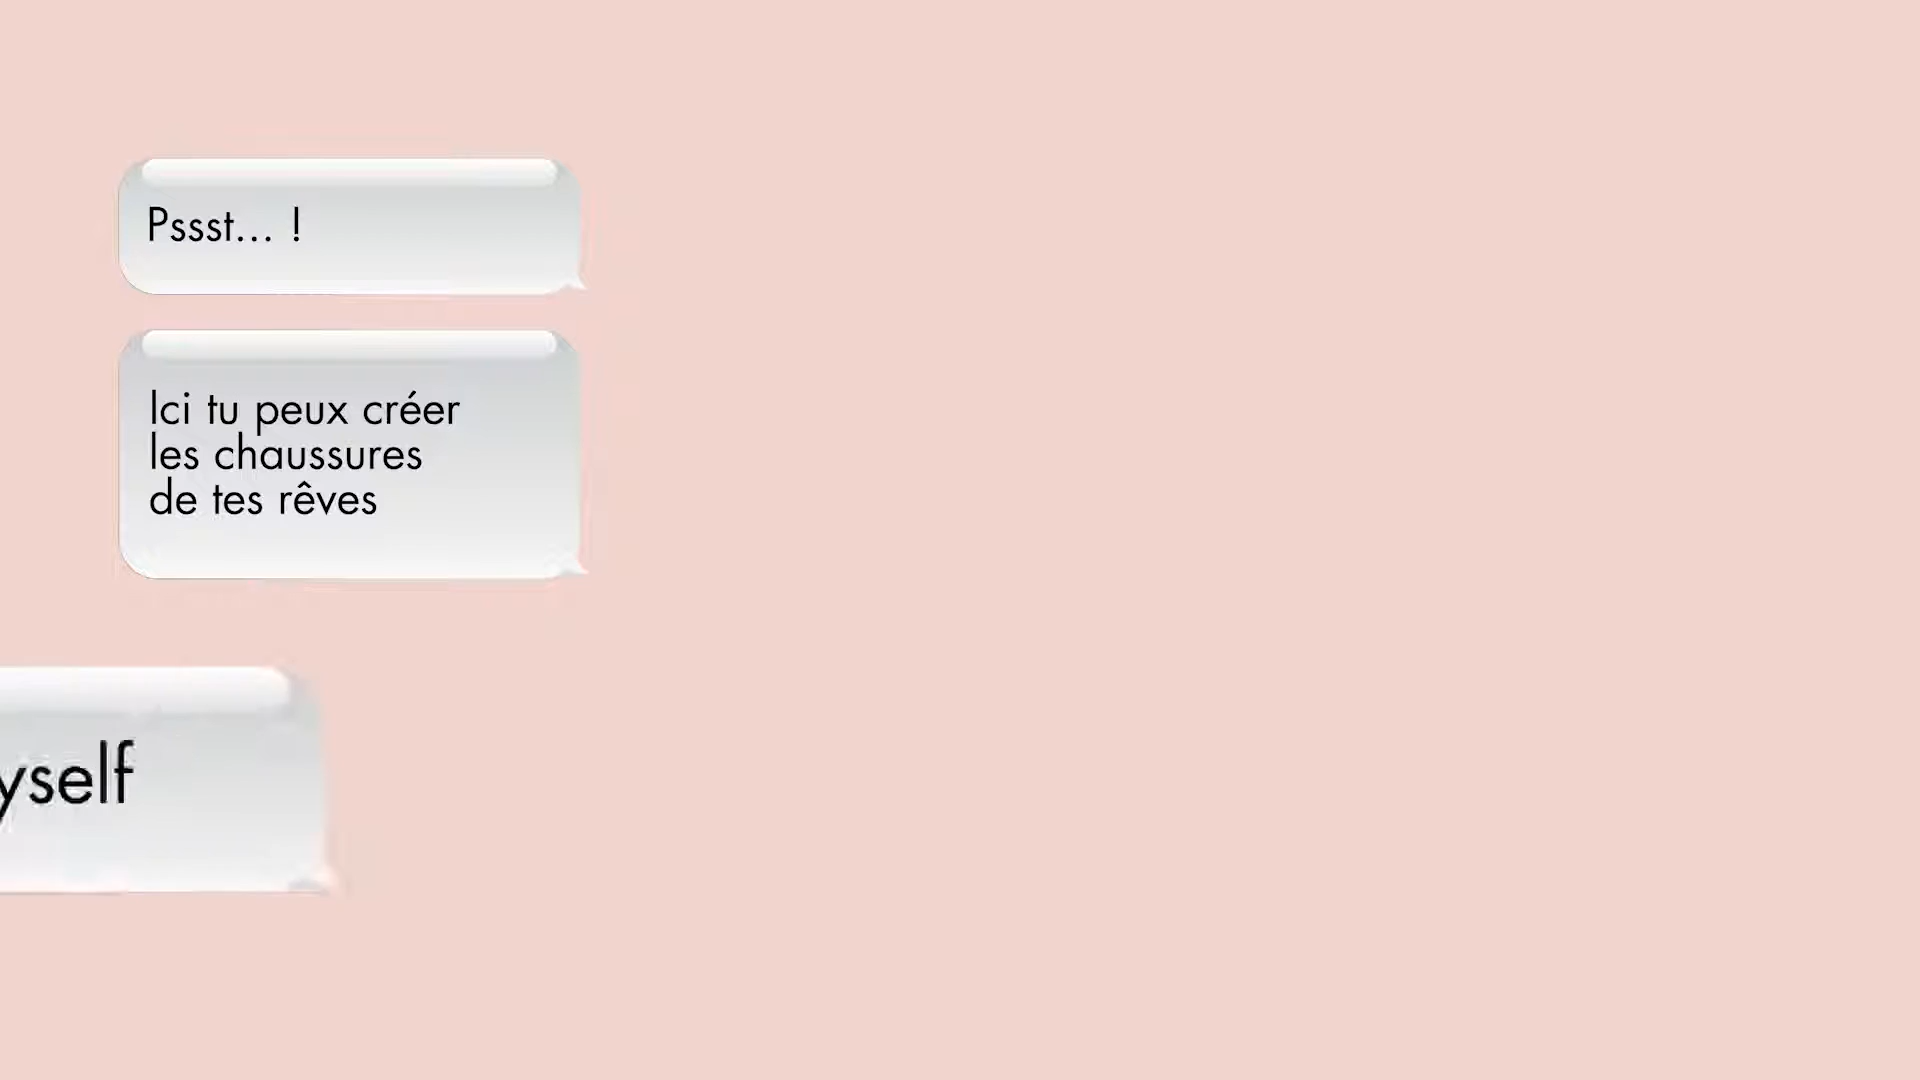 Pssst... !
Ici tu peux créer
les chaussures
de tes rêves
yself